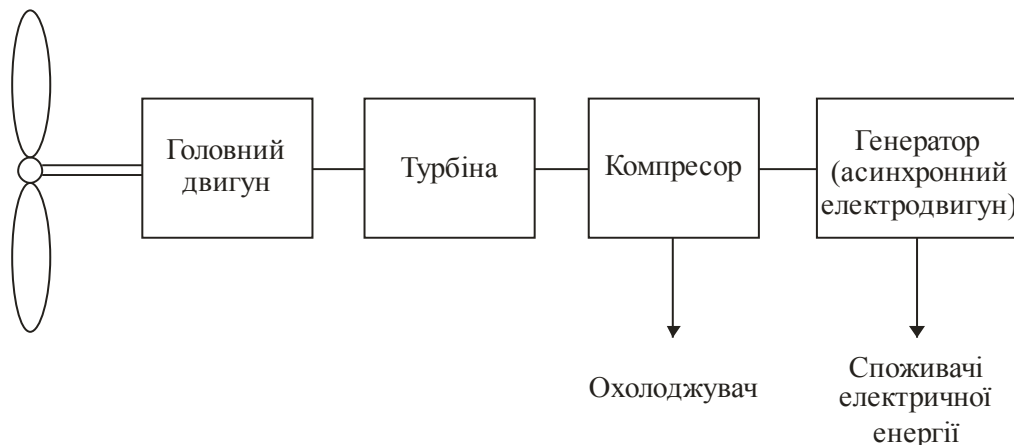 Головний
двигун
Турбіна
Компресор
Генератор
(асинхронний
електродвигун)
Охолоджувач
Споживачі
електричної
енергії